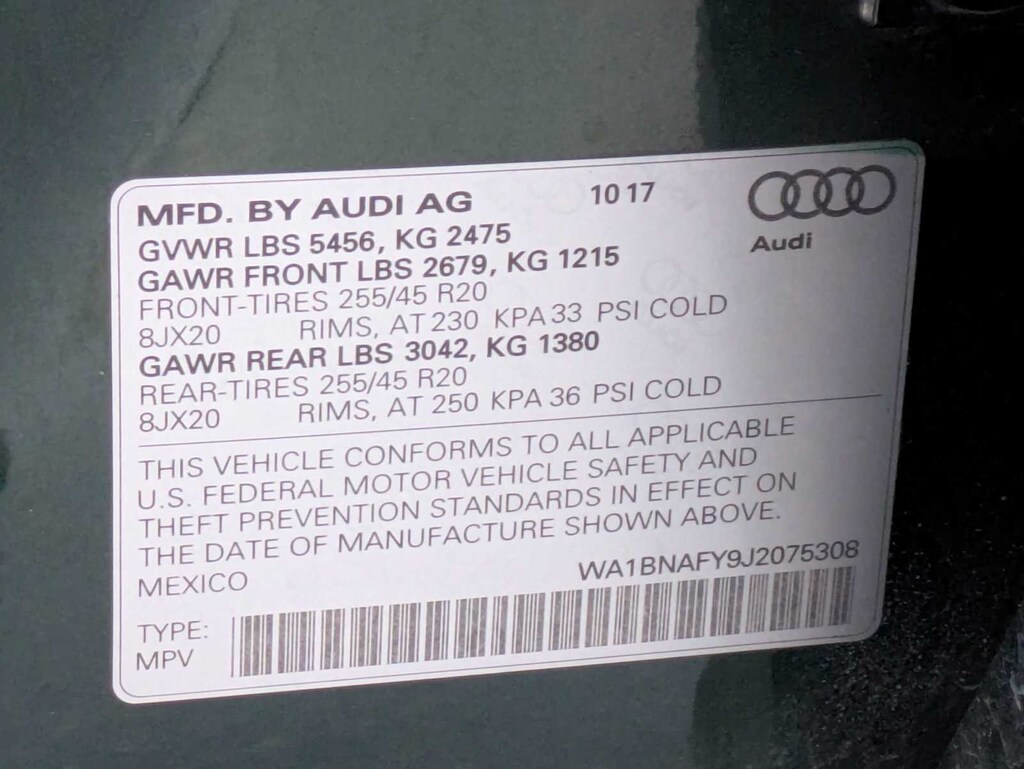 MFD. BY AUDI AG 10 17
Audi
GVWR LBS 5456, KG 2475
GAWR FRONT LBS 2679, KG 1215
FRONT-TIRES 255/45 R20
8JX20 RIMS, AT 230 KPA 33 PSI COLD
GAWR REAR LBS 3042, KG 1380
REAR-TIRES 255/45 R20
8JX20 RIMS, AT 250 KPA 36 PSI COLD
THIS VEHICLE CONFORMS TO ALL APPLICABLE
U.S. FEDERAL MOTOR VEHICLE SAFETY AND
THEFT PREVENTION STANDARDS IN EFFECT ON
THE DATE OF MANUFACTURE SHOWN ABOVE.
MEXICO WA1BNAFY9J2075308
TYPE:
MPV